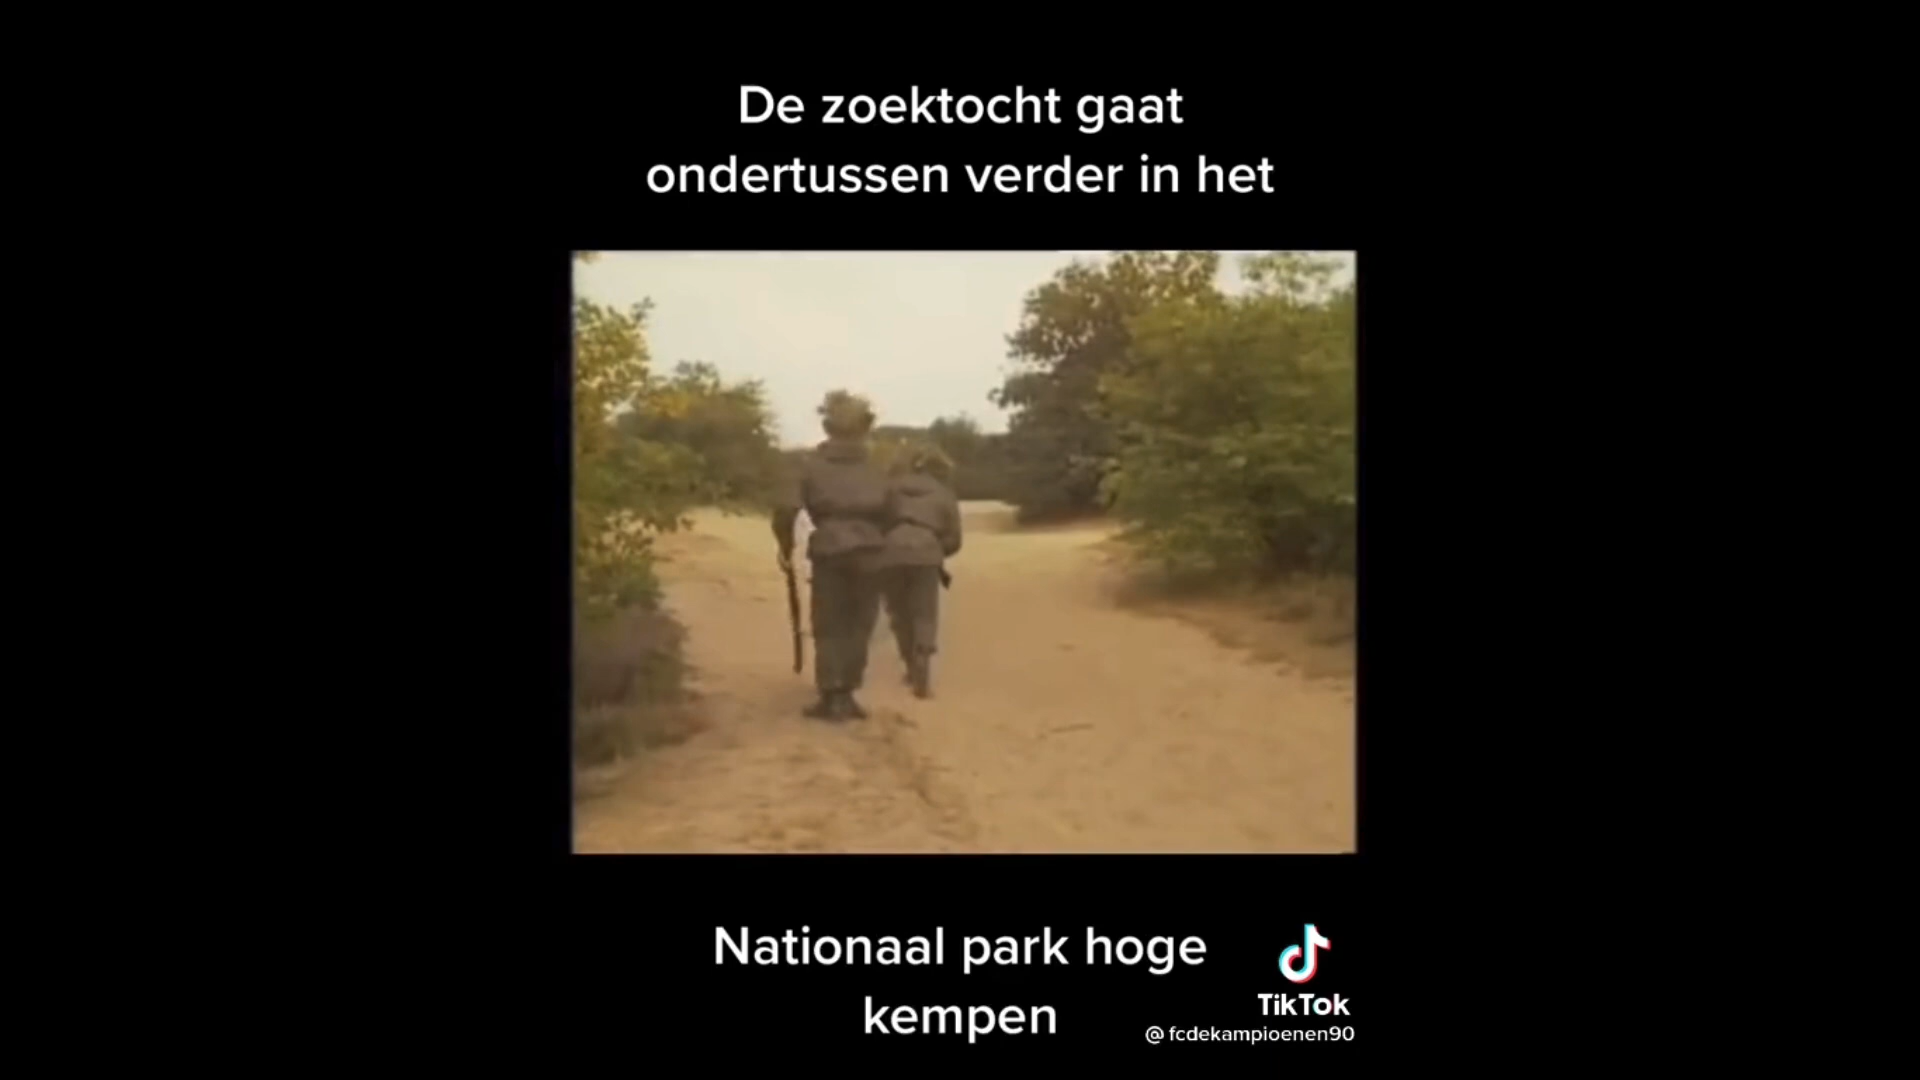 De zoektocht gaat
ondertussen verder in het
Nationaal park hoge
kempen
TikTok
@fcdekampioenen90